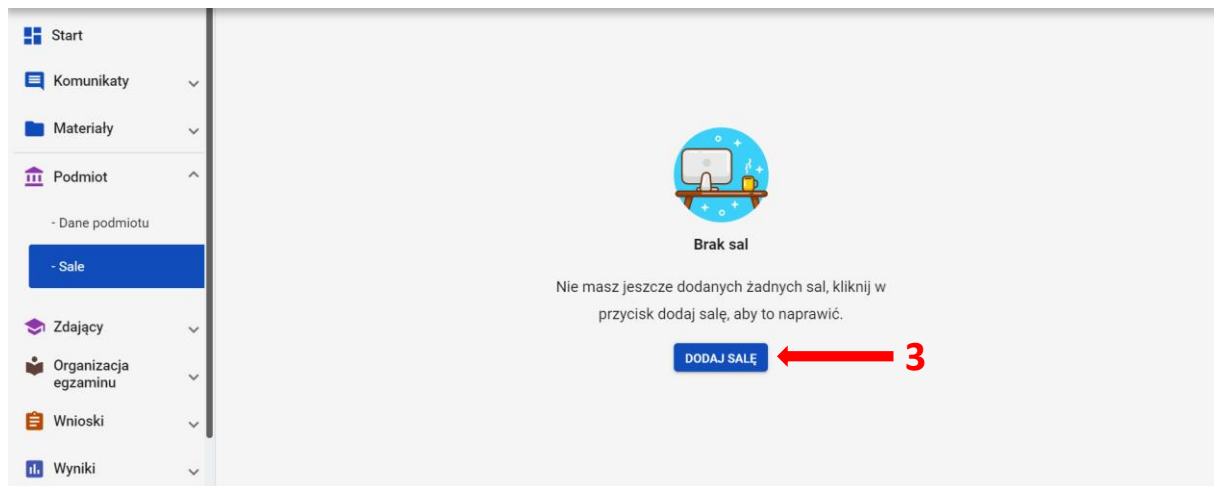 Start
Komunikaty
Materiały
Podmiot
- Dane podmiotu
- Sale
Zdający
Organizacja
egzaminu
Wnioski
Wyniki
Brak sal
Nie masz jeszcze dodanych żadnych sal, kliknij w
przycisk dodaj salę, aby to naprawić.
DODAJ SALĘ
3